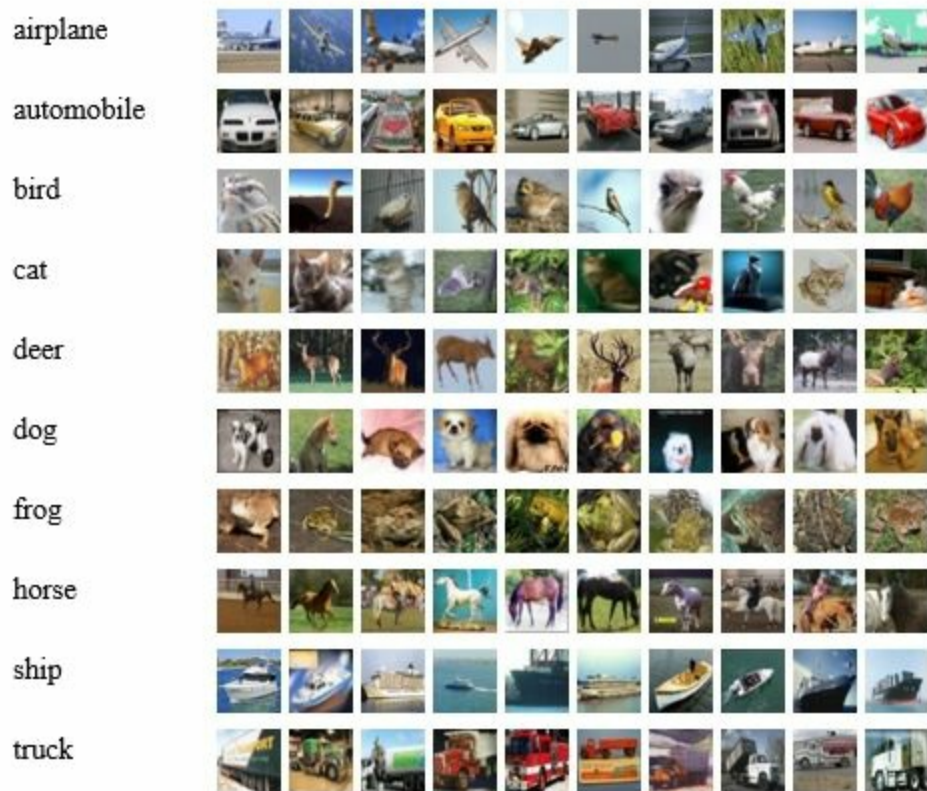 airplane
automobile
bird
cat
deer
dog
frog
horse
ship
truck